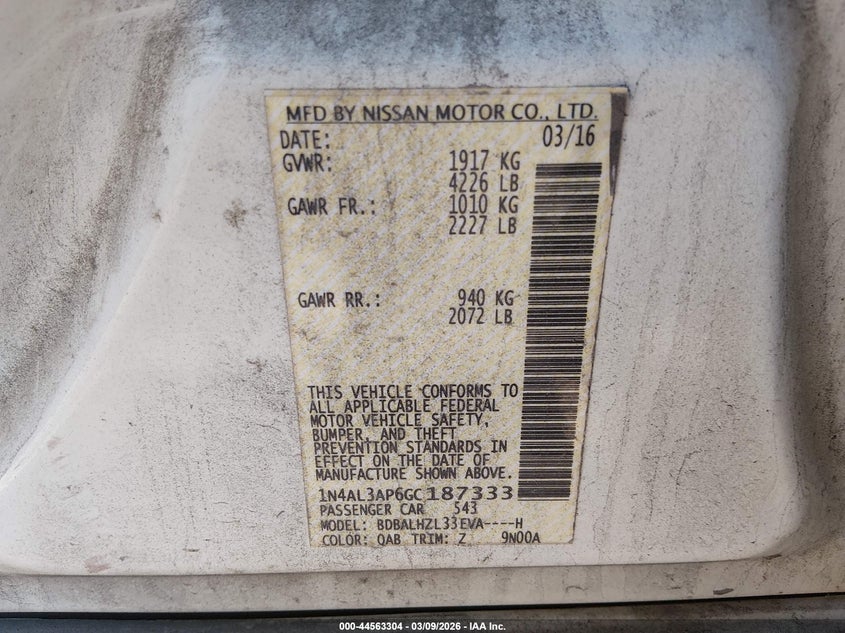 MFD BY NISSAN MOTOR CO., LTD.
DATE: 03/16
GVWR: 1917 KG
4226 LB
GAWR FR.: 1010 KG
2227 LB
GAWR RR.: 940 KG
2072 LB
THIS VEHICLE CONFORMS TO
ALL APPLICABLE FEDERAL
MOTOR VEHICLE SAFETY,
BUMPER, AND THEFT
PREVENTION STANDARDS IN
EFFECT ON THE DATE OF
MANUFACTURE SHOWN ABOVE.
1N4AL3AP6GC187333
PASSENGER CAR 543
MODEL: BDBALHZL33EVA----H
COLOR: QAB TRIM: Z 9N00A
000-44563304 - 03/09/2026 - IAA Inc.